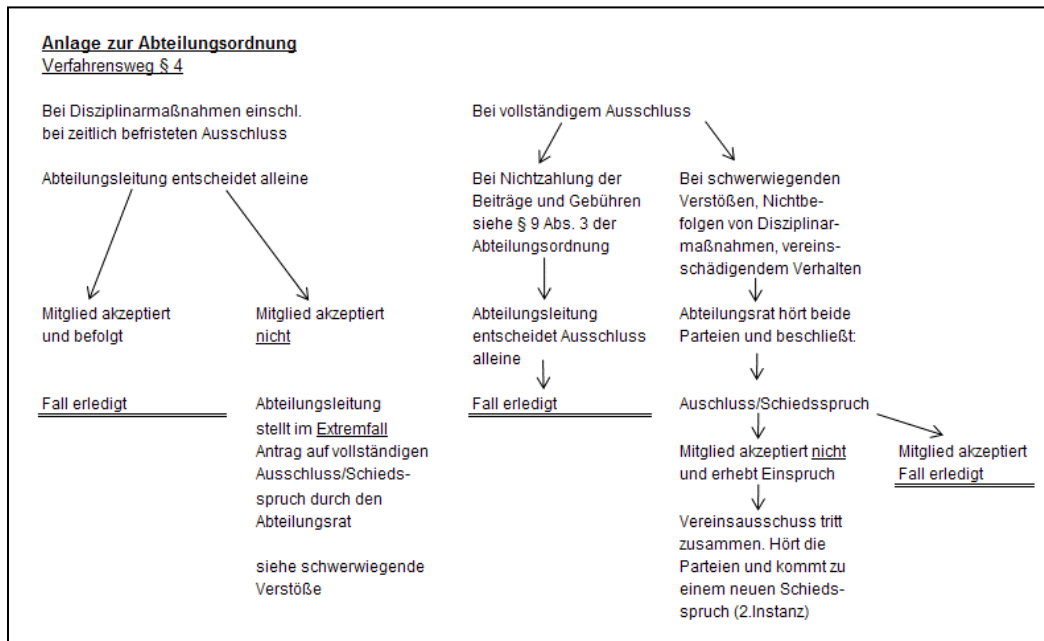 Anlage zur Abteilungsordnung
Verfahrensweg § 4
Bei Disziplinarmaßnahmen einschl.
bei zeitlich befristeten Ausschluss
Abteilungsleitung entscheidet alleine
Mitglied akzeptiert
und befolgt
Fall erledigt
Mitglied akzeptiert
nicht
Abteilungsleitung
stellt im Extremfall
Antrag auf vollständigen
Ausschluss/Schieds-
spruch durch den
Abteilungsrat
siehe schwerwiegende
Verstöße
Bei vollständigem Ausschluss
Bei Nichtzahlung der
Beiträge und Gebühren
siehe § 9 Abs. 3 der
Abteilungsordnung
Abteilungsleitung
entscheidet Ausschluss
alleine
Fall erledigt
Bei schwerwiegenden
Verstößen, Nichtbe-
folgen von Disziplinar-
maßnahmen, vereins-
schädigendem Verhalten
Abteilungsrat hört beide
Parteien und beschließt:
Auschluss/Schiedsspruch
Mitglied akzeptiert nicht
und erhebt Einspruch
Vereinsausschuss tritt
zusammen. Hört die
Parteien und kommt zu
einem neuen Schieds-
spruch (2.Instanz)
Mitglied akzeptiert
Fall erledigt